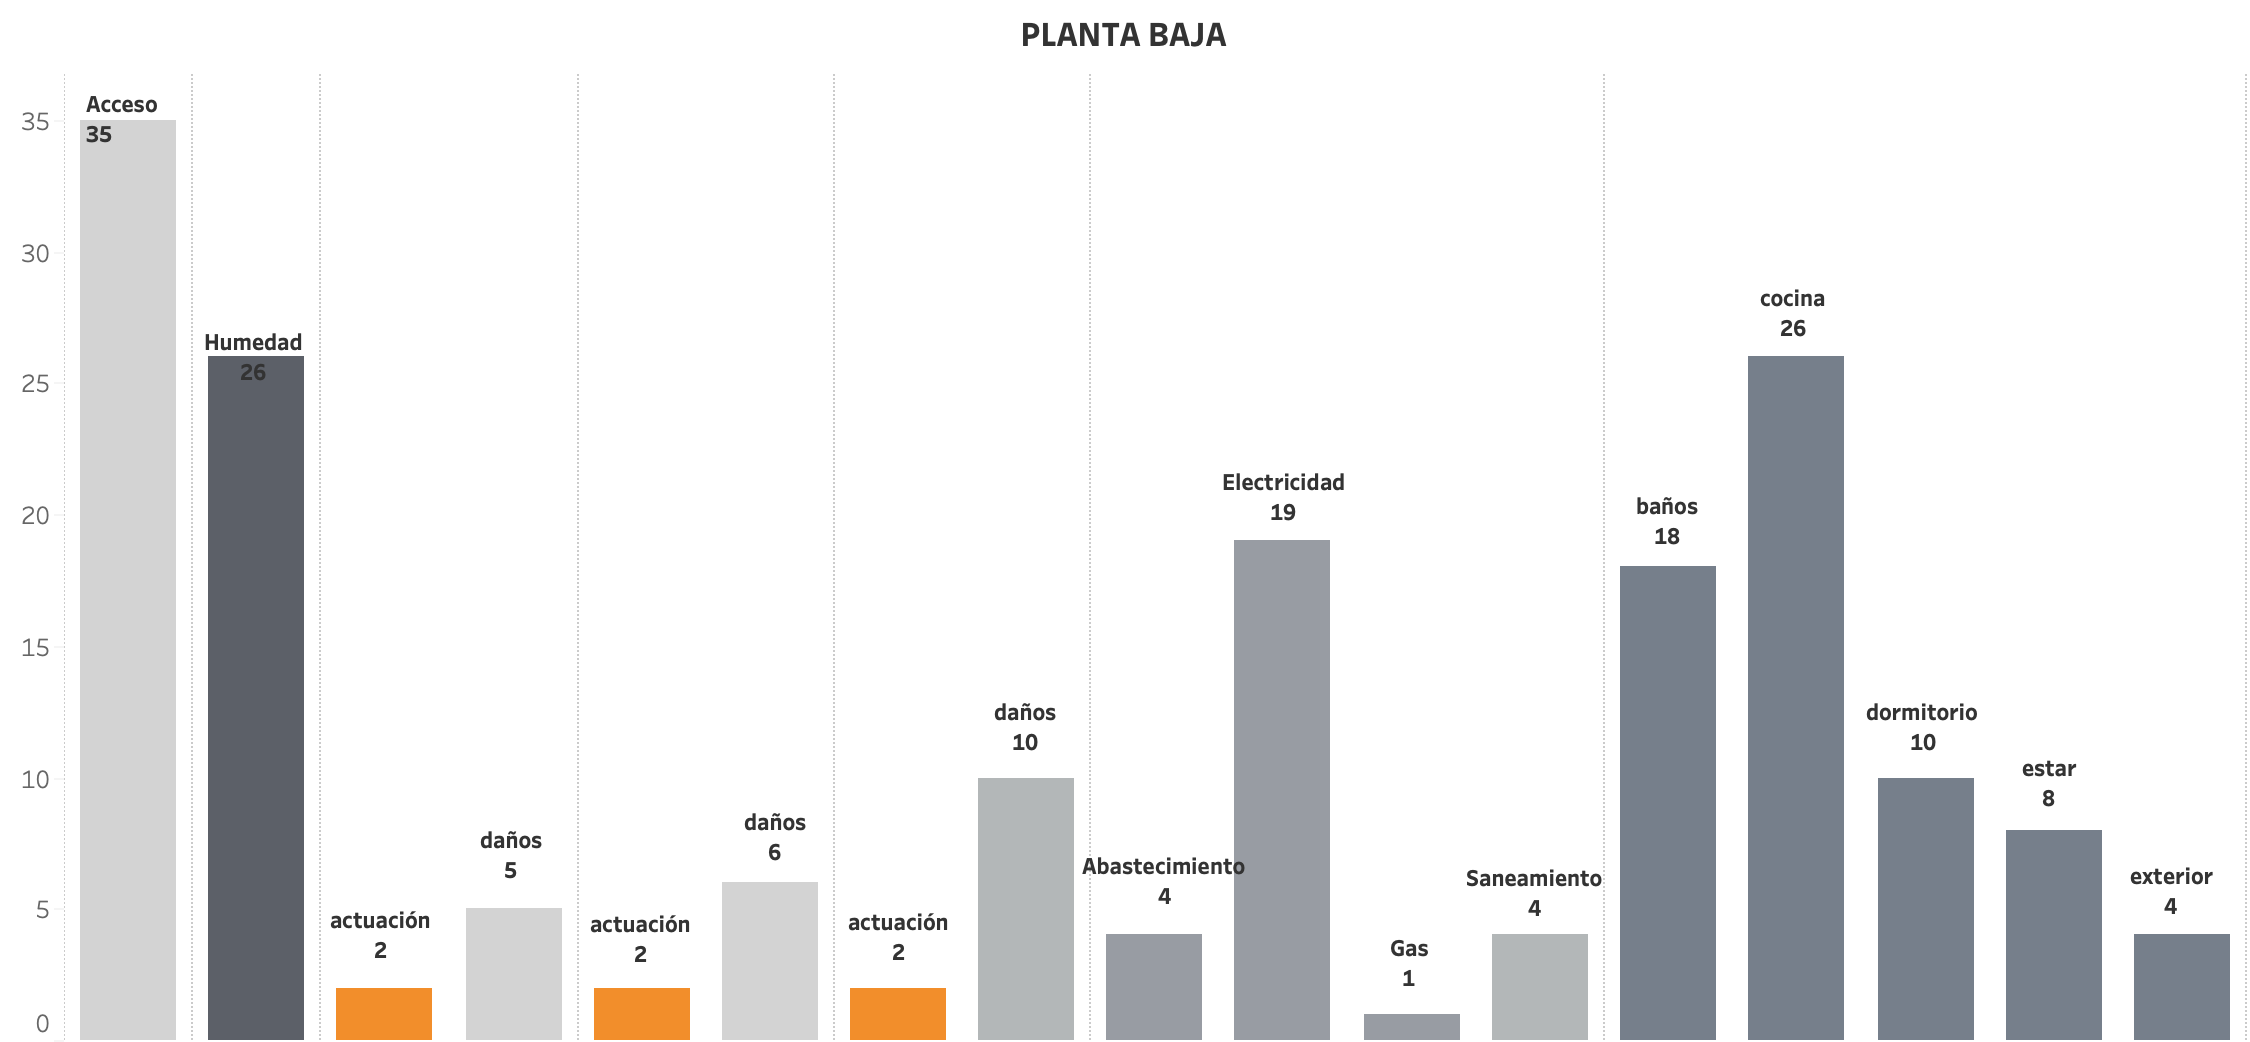 PLANTA BAJA
35
30
25
20
15
10
5
0
Acceso
35
Humedad
26
actuación
2
daños
5
actuación
2
daños
6
actuación
2
daños
10
Abastecimiento
4
Electricidad
19
Gas
1
Saneamiento
4
baños
18
cocina
26
dormitorio
10
estar
8
exterior
4